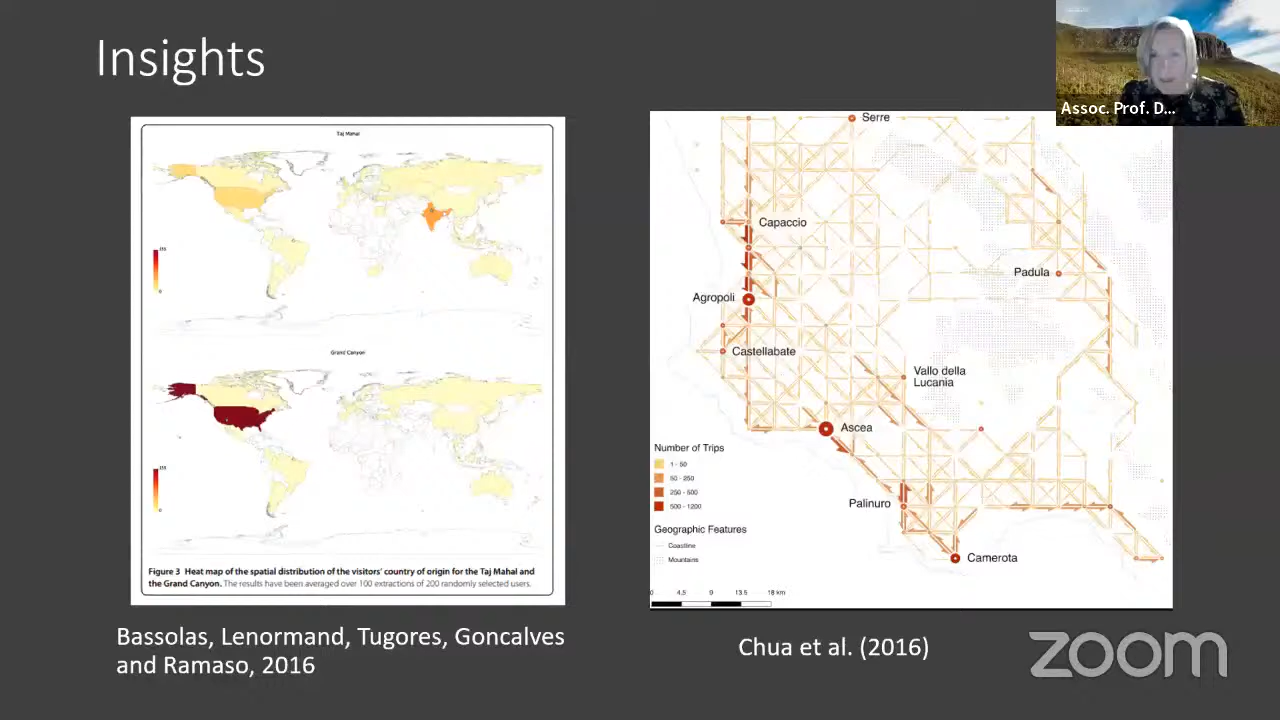 Insights
Assoc. Prof. D...
Taj Mahal
0
Grand Canyon
0
Figure 3 Heat map of the spatial distribution of the visitors' country of origin for the Taj Mahal and
the Grand Canyon. The results have been averaged over 100 extractions of 200 randomly selected users.
Bassolas, Lenormand, Tugores, Goncalves
and Ramaso, 2016
Serre
Capaccio
Padula
Agropoli
Castellabate
Vallo della
Lucania
Ascea
Number of Trips
1 - 50
50 - 250
250 - 500
500 - 1200
Palinuro
Geographic Features
Coastline
Mountains
Camerota
0 4.5 9 13.5 18 km
Chua et al. (2016)
zoom